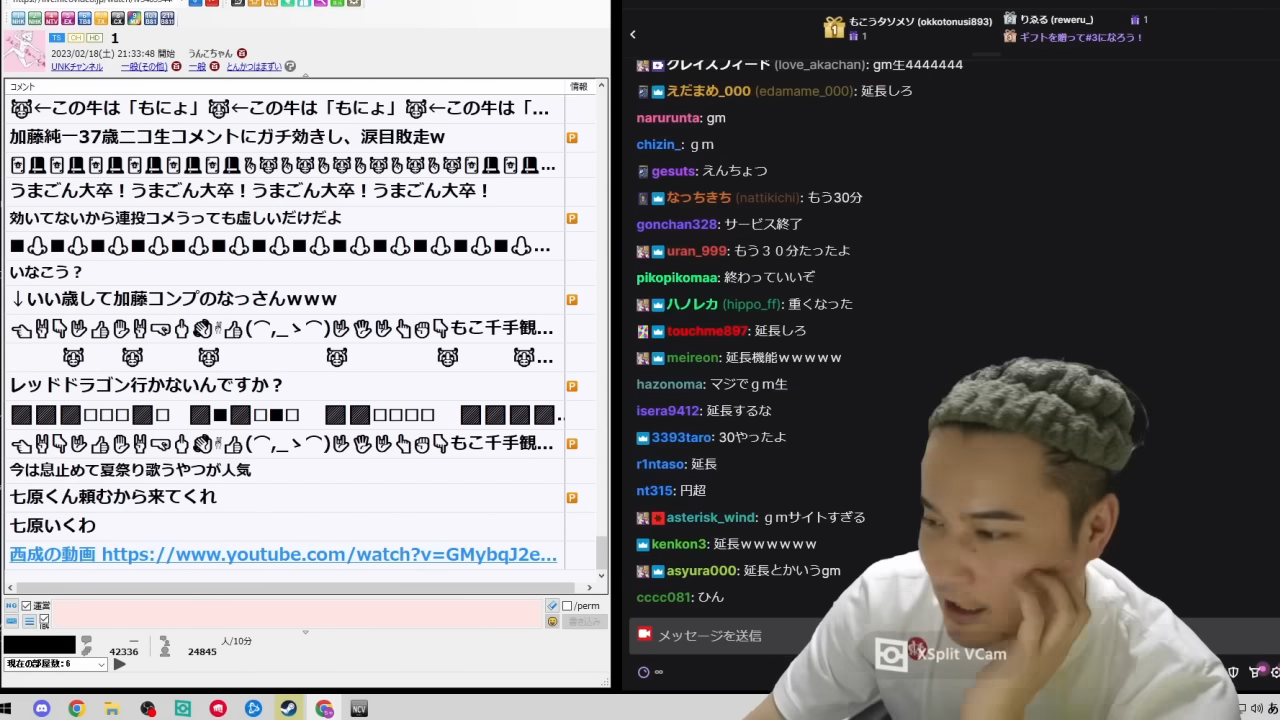 2023/02/18(土) 21:33:48 開始
うんこちゃん
1
TS CH HD
UNKチャンネル 一般(その他) 一般 とんかつまずい
コメント 情報
←この牛は「もにょ」 ←この牛は「もにょ」 ←この牛は「...
加藤純一37歳ニコ生コメントにガチ効きし、涙目敗走w
うまごん大卒！うまごん大卒！うまごん大卒！うまごん大卒！
効いてないから連投コメうっても虚しいだけだよ
いなこう？
↓いい歳して加藤コンプのなっさんwww
(⌒,_ゝ⌒) もこ千手観...
レッドドラゴン行かないんですか？
(⌒,_ゝ⌒) もこ千手観...
今は息止めて夏祭り歌うやつが人気
七原くん頼むから来てくれ
七原いくわ
西成の動画 https://www.youtube.com/watch?v=GMybqJ2e...
NG 運営 /perm
書き込み
42336 24845 人/10分
現在の部屋数:6
1 もこうタソメソ (okkotonusi893) 1
りゑる (reweru_) 1
ギフトを贈って#3になろう！
クレイズフィード (love_akachan): gm生4444444
えだまめ_000 (edamame_000): 延長しろ
narurunta: gm
chizin_: ｇｍ
gesuts: えんちょつ
なっちきち (nattikichi): もう30分
gonchan328: サービス終了
uran_999: もう３０分たったよ
pikopikomaa: 終わっていいぞ
ハノレカ (hippo_ff): 重くなった
touchme897: 延長しろ
meireon: 延長機能ｗｗｗｗｗ
hazonoma: マジでｇｍ生
isera9412: 延長するな
3393taro: 30やったよ
r1ntaso: 延長
nt315: 円超
asterisk_wind: ｇｍサイトすぎる
kenkon3: 延長ｗｗｗｗｗｗ
asyura000: 延長とかいうgm
cccc081: ひん
メッセージを送信
XSplit VCam
∞
NCV
あ